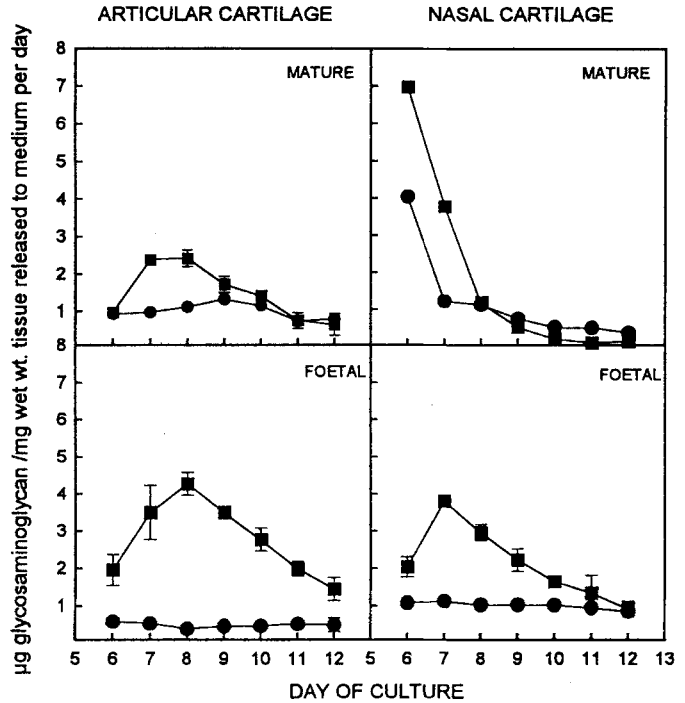 ARTICULAR CARTILAGE NASAL CARTILAGE
µg glycosaminoglycan /mg wet wt. tissue released to medium per day
8
7
6
5
4
3
2
1
MATURE
MATURE
8
7
6
5
4
3
2
1
FOETAL
FOETAL
5 6 7 8 9 10 11 12 5 6 7 8 9 10 11 12 13
DAY OF CULTURE